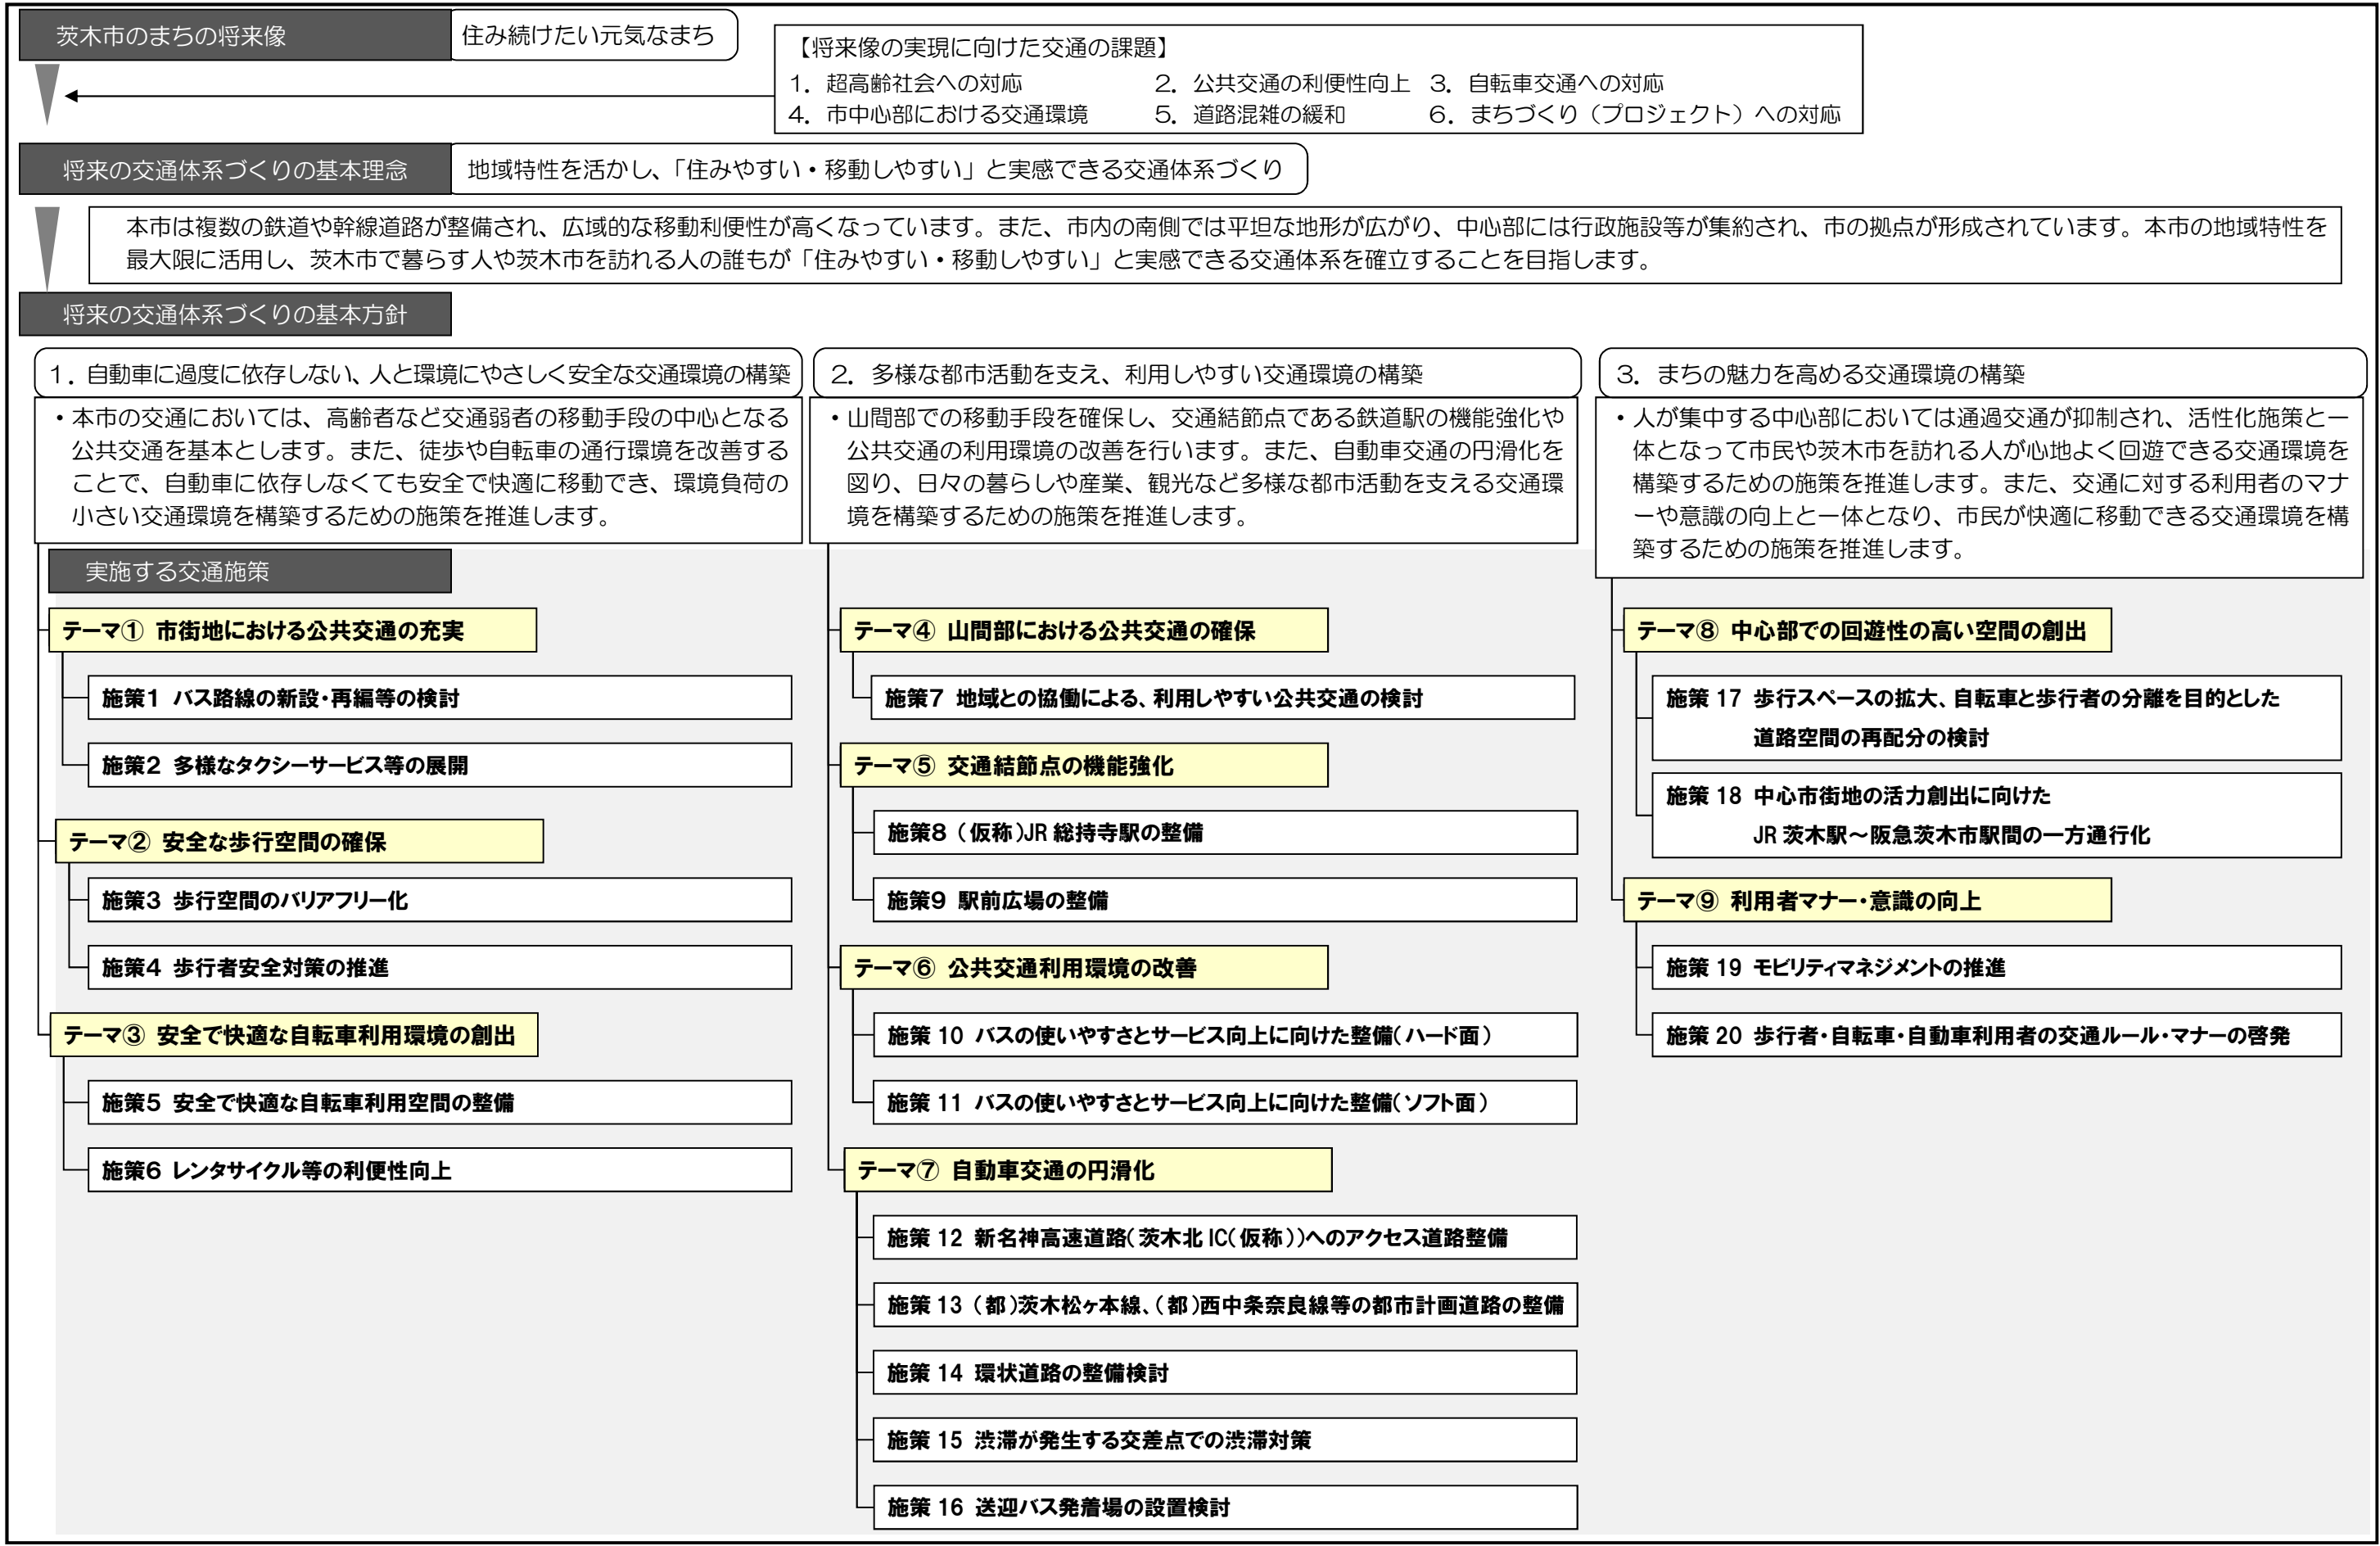 茨木市のまちの将来像
住み続けたい元気なまち
【将来像の実現に向けた交通の課題】
1．超高齢社会への対応 2．公共交通の利便性向上 3．自転車交通への対応
4．市中心部における交通環境 5．道路混雑の緩和 6．まちづくり（プロジェクト）への対応
将来の交通体系づくりの基本理念
地域特性を活かし、「住みやすい・移動しやすい」と実感できる交通体系づくり
本市は複数の鉄道や幹線道路が整備され、広域的な移動利便性が高くなっています。また、市内の南側では平坦な地形が広がり、中心部には行政施設等が集約され、市の拠点が形成されています。本市の地域特性を
最大限に活用し、茨木市で暮らす人や茨木市を訪れる人の誰もが「住みやすい・移動しやすい」と実感できる交通体系を確立することを目指します。
将来の交通体系づくりの基本方針
1．自動車に過度に依存しない、人と環境にやさしく安全な交通環境の構築
・本市の交通においては、高齢者など交通弱者の移動手段の中心となる
公共交通を基本とします。また、徒歩や自転車の通行環境を改善する
ことで、自動車に依存しなくても安全で快適に移動でき、環境負荷の
小さい交通環境を構築するための施策を推進します。
2．多様な都市活動を支え、利用しやすい交通環境の構築
・山間部での移動手段を確保し、交通結節点である鉄道駅の機能強化や
公共交通の利用環境の改善を行います。また、自動車交通の円滑化を
図り、日々の暮らしや産業、観光など多様な都市活動を支える交通環
境を構築するための施策を推進します。
3．まちの魅力を高める交通環境の構築
・人が集中する中心部においては通過交通が抑制され、活性化施策と一
体となって市民や茨木市を訪れる人が心地よく回遊できる交通環境を
構築するための施策を推進します。また、交通に対する利用者のマナ
ーや意識の向上と一体となり、市民が快適に移動できる交通環境を構
築するための施策を推進します。
実施する交通施策
テーマ① 市街地における公共交通の充実
施策1 バス路線の新設・再編等の検討
施策2 多様なタクシーサービス等の展開
テーマ② 安全な歩行空間の確保
施策3 歩行空間のバリアフリー化
施策4 歩行者安全対策の推進
テーマ③ 安全で快適な自転車利用環境の創出
施策5 安全で快適な自転車利用空間の整備
施策6 レンタサイクル等の利便性向上
テーマ④ 山間部における公共交通の確保
施策7 地域との協働による、利用しやすい公共交通の検討
テーマ⑤ 交通結節点の機能強化
施策8 （仮称）JR総持寺駅の整備
施策9 駅前広場の整備
テーマ⑥ 公共交通利用環境の改善
施策10 バスの使いやすさとサービス向上に向けた整備（ハード面）
施策11 バスの使いやすさとサービス向上に向けた整備（ソフト面）
テーマ⑦ 自動車交通の円滑化
施策12 新名神高速道路（茨木北IC（仮称））へのアクセス道路整備
施策13 （都）茨木松ヶ本線、（都）西中条奈良線等の都市計画道路の整備
施策14 環状道路の整備検討
施策15 渋滞が発生する交差点での渋滞対策
施策16 送迎バス発着場の設置検討
テーマ⑧ 中心部での回遊性の高い空間の創出
施策17 歩行スペースの拡大、自転車と歩行者の分離を目的とした
道路空間の再配分の検討
施策18 中心市街地の活力創出に向けた
JR茨木駅～阪急茨木市駅間の一方通行化
テーマ⑨ 利用者マナー・意識の向上
施策19 モビリティマネジメントの推進
施策20 歩行者・自転車・自動車利用者の交通ルール・マナーの啓発